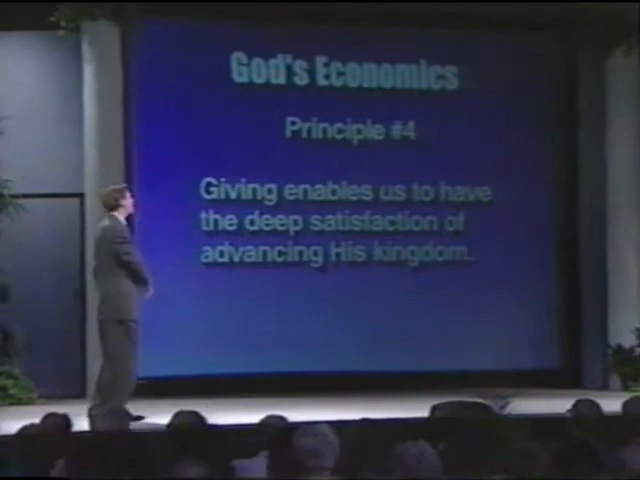 God's Economics
Principle #4
Giving enables us to have
the deep satisfaction of
advancing His kingdom.